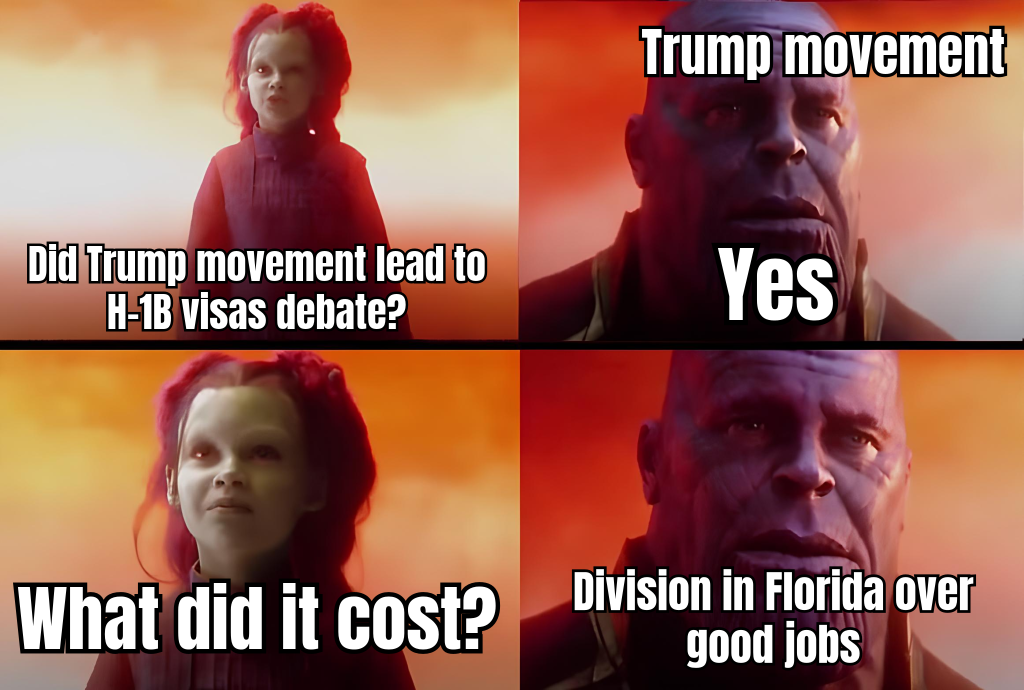 Did Trump movement lead to
H-1B visas debate?
Trump movement
Yes
What did it cost?
Division in Florida over
good jobs